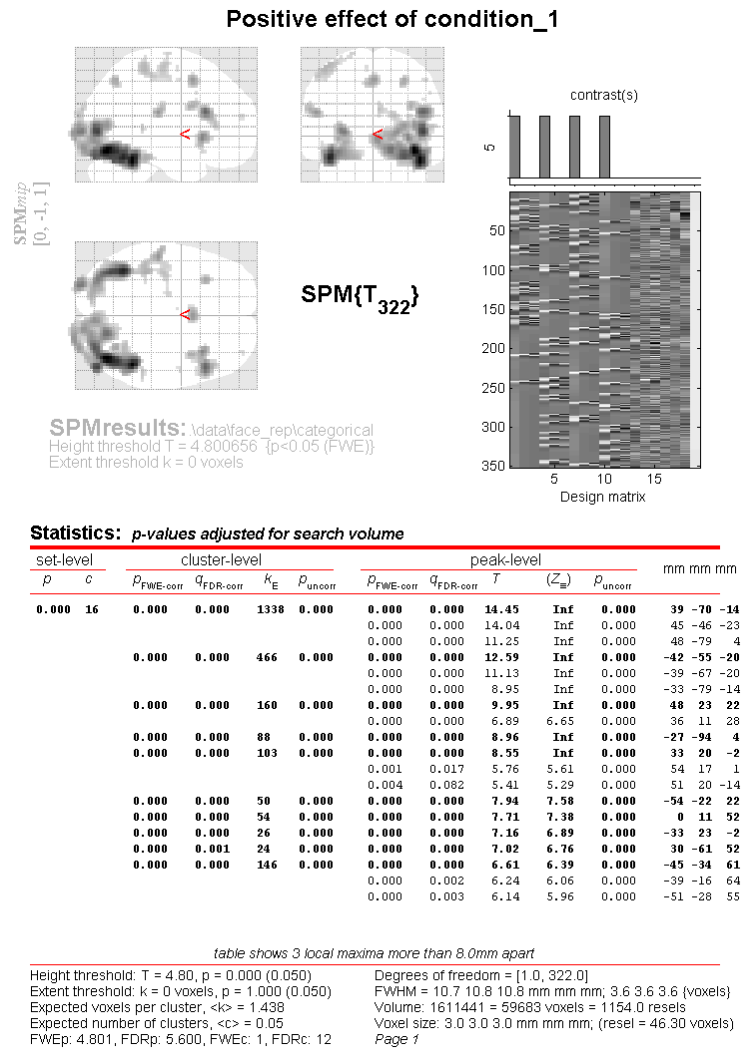 Positive effect of condition_1
contrast(s)
5
SPMmip
[0, -1, 1]
<
<
<
SPM{T322}
50
100
150
200
250
300
350
5 10 15
Design matrix
SPMresults: .\data\face_rep\categorical
Height threshold T = 4.800656 {p<0.05 (FWE)}
Extent threshold k = 0 voxels
Statistics: p-values adjusted for search volume
set-level cluster-level peak-level mm mm mm
p c pFWE-corr qFDR-corr kE puncorr pFWE-corr qFDR-corr T (Z≡) puncorr
0.000 16 0.000 0.000 1338 0.000 0.000 0.000 14.45 Inf 0.000 39 -70 -14
0.000 0.000 14.04 Inf 0.000 45 -46 -23
0.000 0.000 11.25 Inf 0.000 48 -79 4
0.000 0.000 466 0.000 0.000 0.000 12.59 Inf 0.000 -42 -55 -20
0.000 0.000 11.13 Inf 0.000 -39 -67 -20
0.000 0.000 8.95 Inf 0.000 -33 -79 -14
0.000 0.000 160 0.000 0.000 0.000 9.95 Inf 0.000 48 23 22
0.000 0.000 6.89 6.65 0.000 36 11 28
0.000 0.000 88 0.000 0.000 0.000 8.96 Inf 0.000 -27 -94 4
0.000 0.000 103 0.000 0.000 0.000 8.55 Inf 0.000 33 20 -2
0.001 0.017 5.76 5.61 0.000 54 17 1
0.004 0.082 5.41 5.29 0.000 51 20 -14
0.000 0.000 50 0.000 0.000 0.000 7.94 7.58 0.000 -54 -22 22
0.000 0.000 54 0.000 0.000 0.000 7.71 7.38 0.000 0 11 52
0.000 0.000 26 0.000 0.000 0.000 7.16 6.89 0.000 -33 23 -2
0.000 0.001 24 0.000 0.000 0.000 7.02 6.76 0.000 30 -61 52
0.000 0.000 146 0.000 0.000 0.000 6.61 6.39 0.000 -45 -34 61
0.000 0.002 6.24 6.06 0.000 -39 -16 64
0.000 0.003 6.14 5.96 0.000 -51 -28 55
table shows 3 local maxima more than 8.0mm apart
Height threshold: T = 4.80, p = 0.000 (0.050)
Extent threshold: k = 0 voxels, p = 1.000 (0.050)
Expected voxels per cluster, <k> = 1.438
Expected number of clusters, <c> = 0.05
FWEp: 4.801, FDRp: 5.600, FWEc: 1, FDRc: 12
Degrees of freedom = [1.0, 322.0]
FWHM = 10.7 10.8 10.8 mm mm mm; 3.6 3.6 3.6 {voxels}
Volume: 1611441 = 59683 voxels = 1154.0 resels
Voxel size: 3.0 3.0 3.0 mm mm mm; (resel = 46.30 voxels)
Page 1